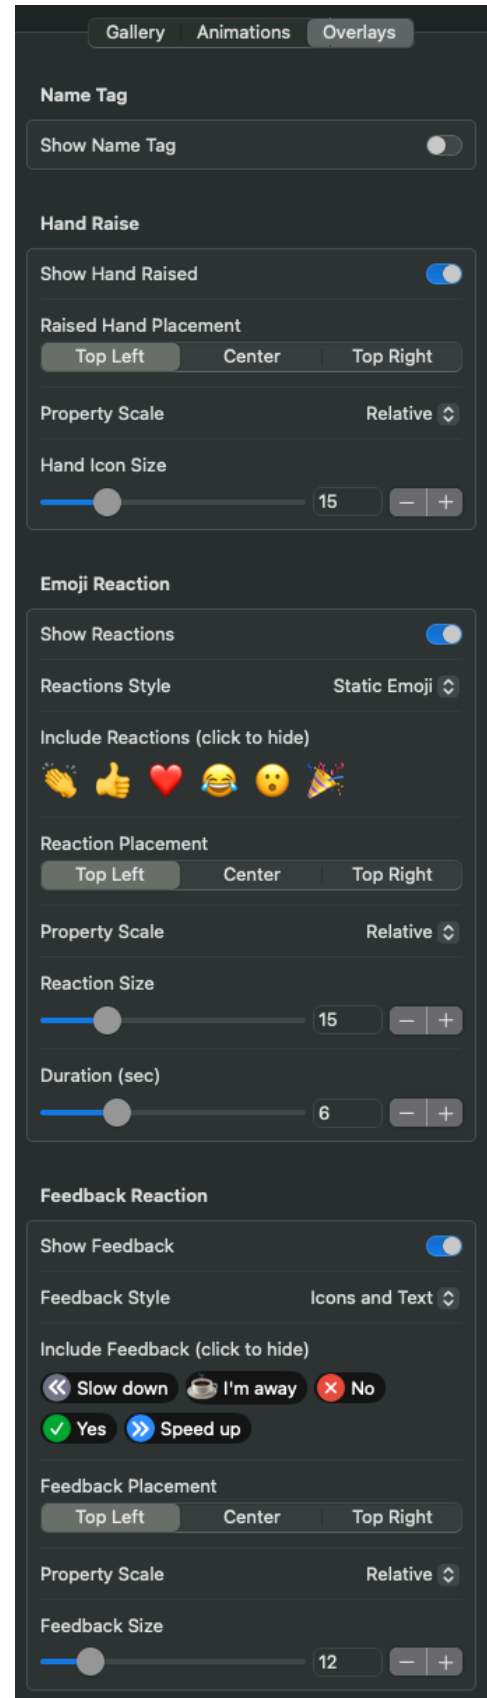 Gallery Animations Overlays
Name Tag
Show Name Tag
Hand Raise
Show Hand Raised
Raised Hand Placement
Top Left Center Top Right
Property Scale Relative
Hand Icon Size
15 − +
Emoji Reaction
Show Reactions
Reactions Style Static Emoji
Include Reactions (click to hide)
Reaction Placement
Top Left Center Top Right
Property Scale Relative
Reaction Size
15 − +
Duration (sec)
6 − +
Feedback Reaction
Show Feedback
Feedback Style Icons and Text
Include Feedback (click to hide)
Slow down I'm away No
Yes Speed up
Feedback Placement
Top Left Center Top Right
Property Scale Relative
Feedback Size
12 − +